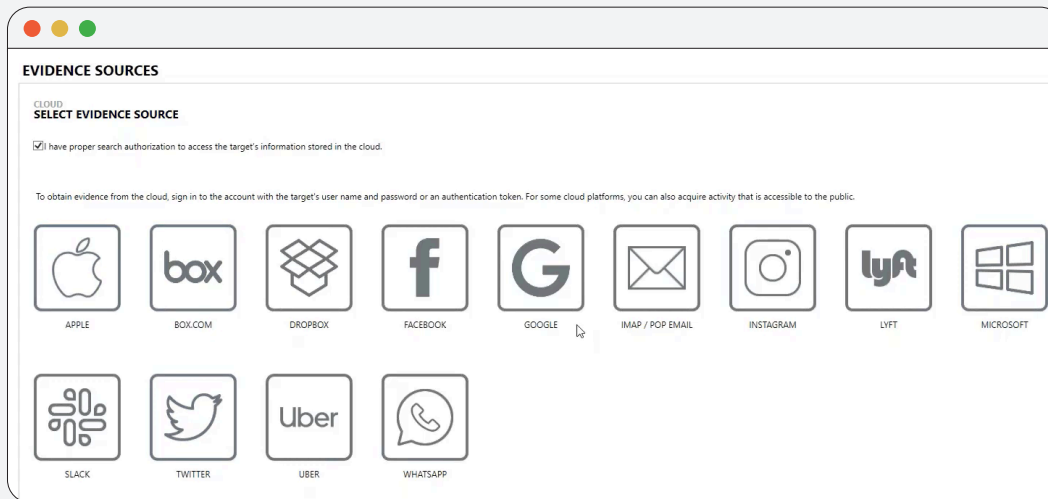 EVIDENCE SOURCES
CLOUD
SELECT EVIDENCE SOURCE
I have proper search authorization to access the target's information stored in the cloud.
To obtain evidence from the cloud, sign in to the account with the target's user name and password or an authentication token. For some cloud platforms, you can also acquire activity that is accessible to the public.
box
f
G
lyft
APPLE
BOX.COM
DROPBOX
FACEBOOK
GOOGLE
IMAP / POP EMAIL
INSTAGRAM
LYFT
MICROSOFT
Uber
SLACK
TWITTER
UBER
WHATSAPP